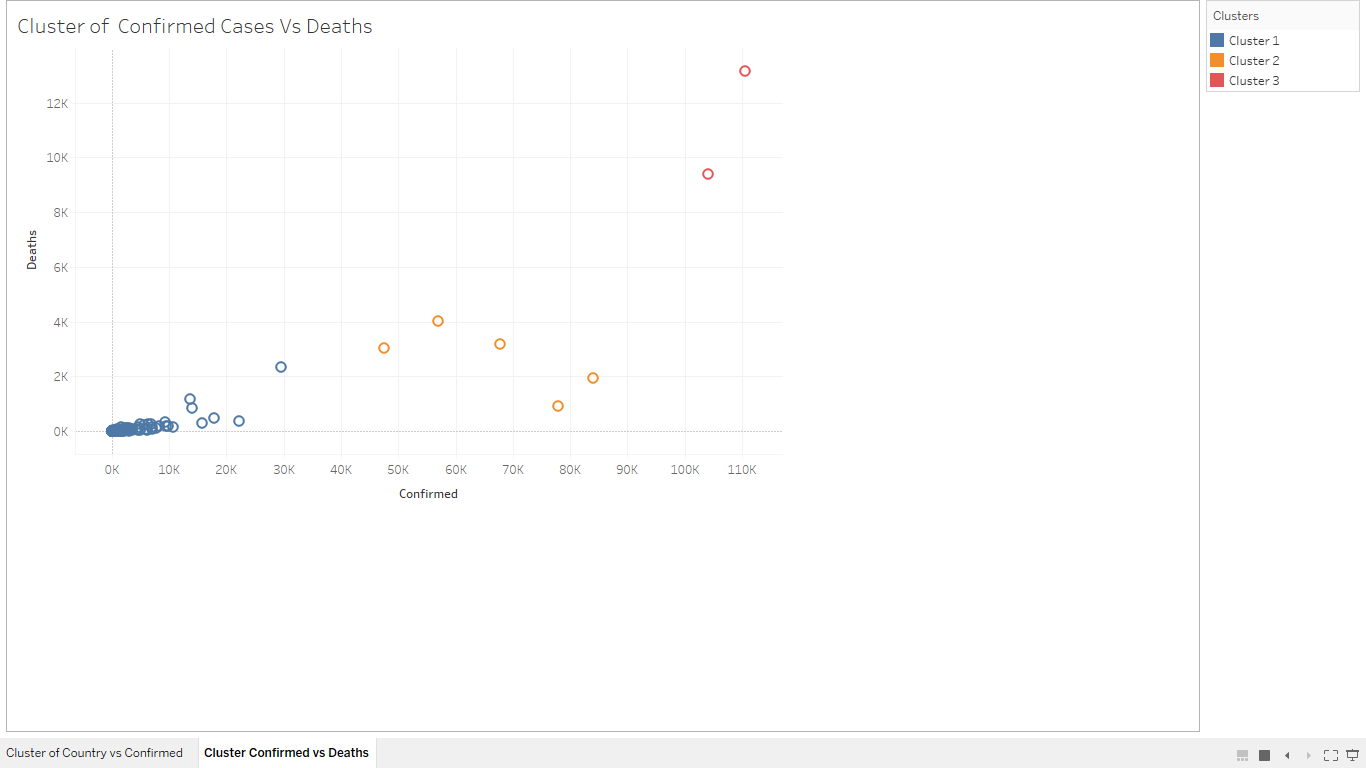 Cluster of  Confirmed Cases Vs Deaths
Clusters
Cluster 1
Cluster 2
Cluster 3
12K
10K
8K
6K
4K
2K
0K
Deaths
0K 10K 20K 30K 40K 50K 60K 70K 80K 90K 100K 110K
Confirmed
Cluster of Country vs Confirmed Cluster Confirmed vs Deaths